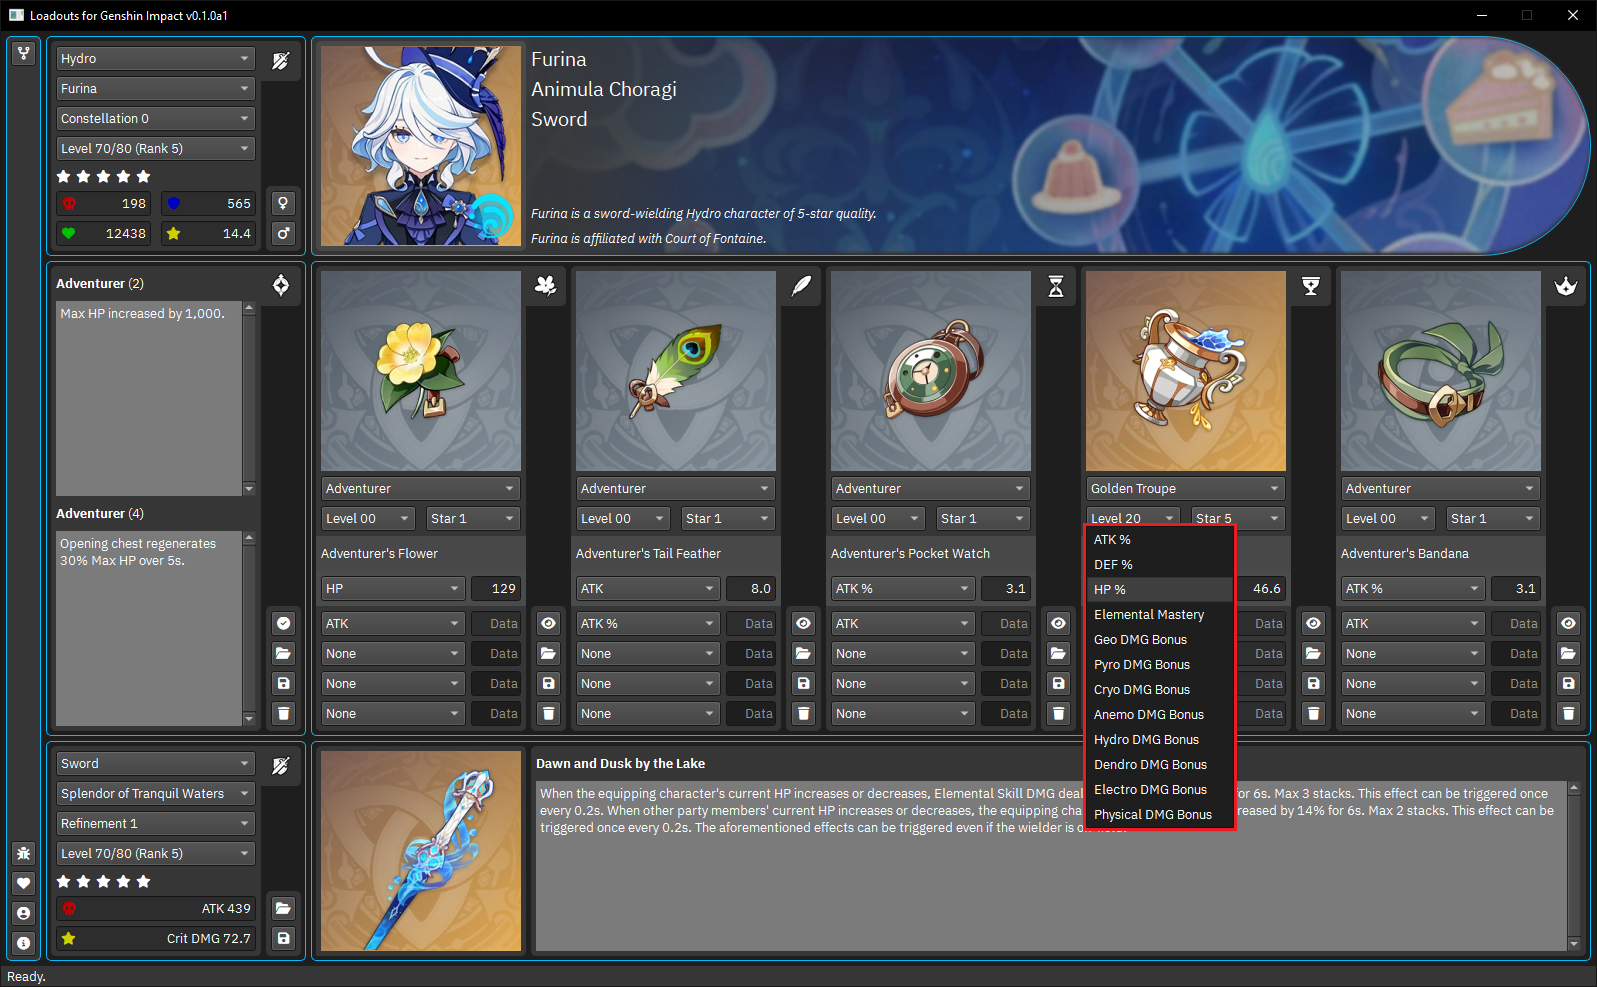 Loadouts for Genshin Impact v0.1.0a1
Hydro
Furina
Constellation 0
Level 70/80 (Rank 5)
198
565
12438
14.4
Furina
Animula Choragi
Sword
Furina is a sword-wielding Hydro character of 5-star quality.
Furina is affiliated with Court of Fontaine.
Adventurer (2)
Max HP increased by 1,000.
Adventurer (4)
Opening chest regenerates
30% Max HP over 5s.
Adventurer
Level 00
Star 1
Adventurer's Flower
HP
129
ATK
Data
None
Data
None
Data
None
Data
Adventurer
Level 00
Star 1
Adventurer's Tail Feather
ATK
8.0
ATK %
Data
None
Data
None
Data
None
Data
Adventurer
Level 00
Star 1
Adventurer's Pocket Watch
ATK %
3.1
ATK
Data
None
Data
None
Data
None
Data
Golden Troupe
Level 20
Star 5
46.6
Data
Data
Data
Data
ATK %
DEF %
HP %
Elemental Mastery
Geo DMG Bonus
Pyro DMG Bonus
Cryo DMG Bonus
Anemo DMG Bonus
Hydro DMG Bonus
Dendro DMG Bonus
Electro DMG Bonus
Physical DMG Bonus
Adventurer
Level 00
Star 1
Adventurer's Bandana
ATK %
3.1
ATK
Data
None
Data
None
Data
None
Data
Sword
Splendor of Tranquil Waters
Refinement 1
Level 70/80 (Rank 5)
ATK 439
Crit DMG 72.7
Dawn and Dusk by the Lake
When the equipping character's current HP increases or decreases, Elemental Skill DMG deal for 6s. Max 3 stacks. This effect can be triggered once
every 0.2s. When other party members' current HP increases or decreases, the equipping cha reased by 14% for 6s. Max 2 stacks. This effect can be
triggered once every 0.2s. The aforementioned effects can be triggered even if the wielder is
Ready.